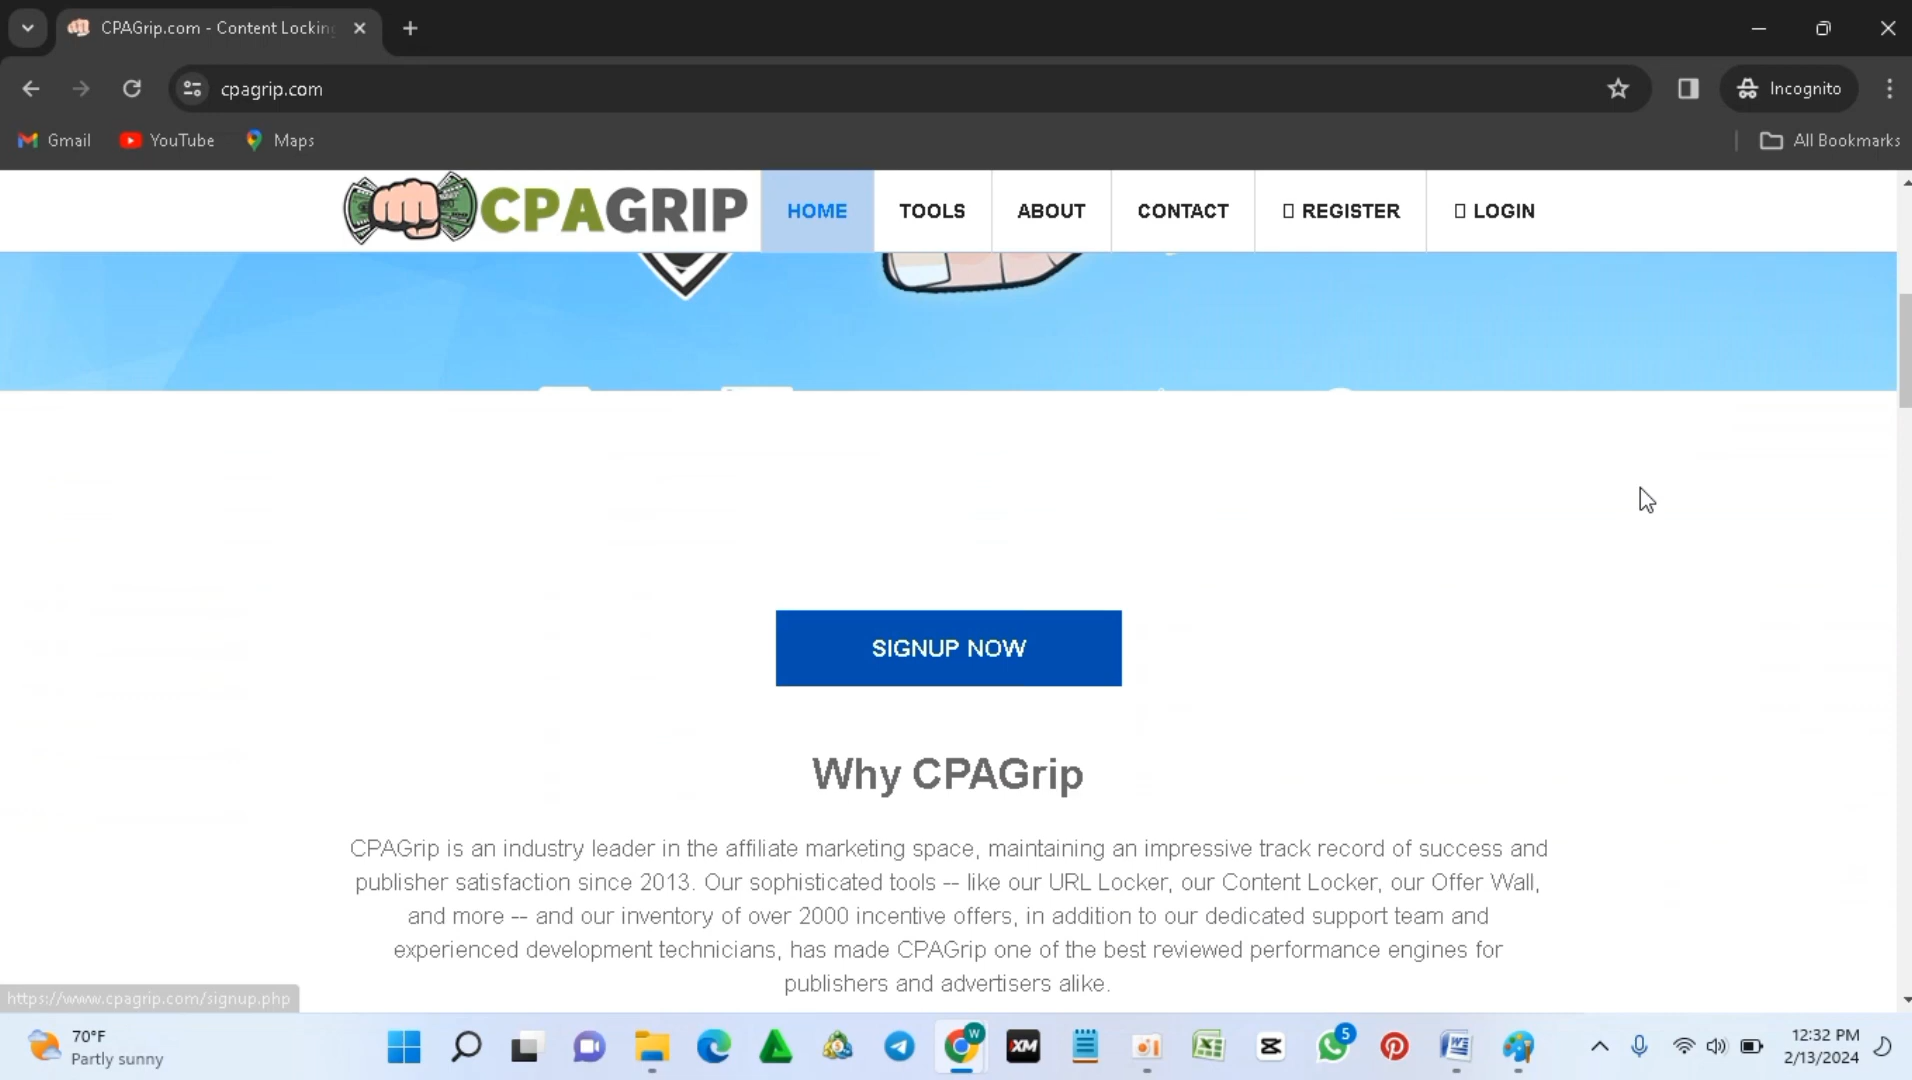 CPAGrip.com - Content Locking
cpagrip.com
Incognito
Gmail
YouTube
Maps
All Bookmarks
CPAGRIP
HOME
TOOLS
ABOUT
CONTACT
REGISTER
LOGIN
SIGNUP NOW
Why CPAGrip
CPAGrip is an industry leader in the affiliate marketing space, maintaining an impressive track record of success and
publisher satisfaction since 2013. Our sophisticated tools -- like our URL Locker, our Content Locker, our Offer Wall,
and more -- and our inventory of over 2000 incentive offers, in addition to our dedicated support team and
experienced development technicians, has made CPAGrip one of the best reviewed performance engines for
publishers and advertisers alike.
https://www.cpagrip.com/signup.php
70°F
Partly sunny
W
XM
5
12:32 PM
2/13/2024